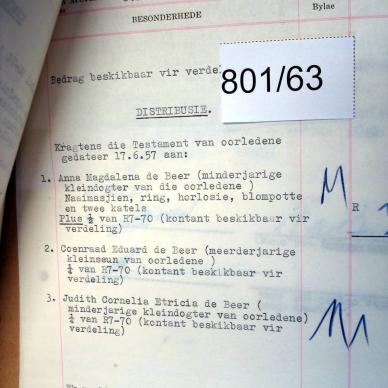 BESONDERHEDE
Bylae
Bedrag beskikbaar vir
801/63
DISTRIBUSIE.
Kragtens die Testament van oorledene
gedateer 17.6.57 aan:
1. Anna Magdalena de Beer (minderjarige
kleindogter van die oorledene )
Naaimasjien, ring, horlosie, blompotte
en twee katels
Plus ½ van R7-70 (kontant beskikbaar vir
verdeling)
R
2. Coenraad Eduard de Beer (meerderjarige
kleinseun van oorledene )
¼ van R7-70 (kontant beskikbaar vir
verdeling)
3. Judith Cornelia Etricia de Beer (
minderjarige kleindogter van oorledene)
¼ van R7-70 (kontant beskikbaar vir
verdeling)